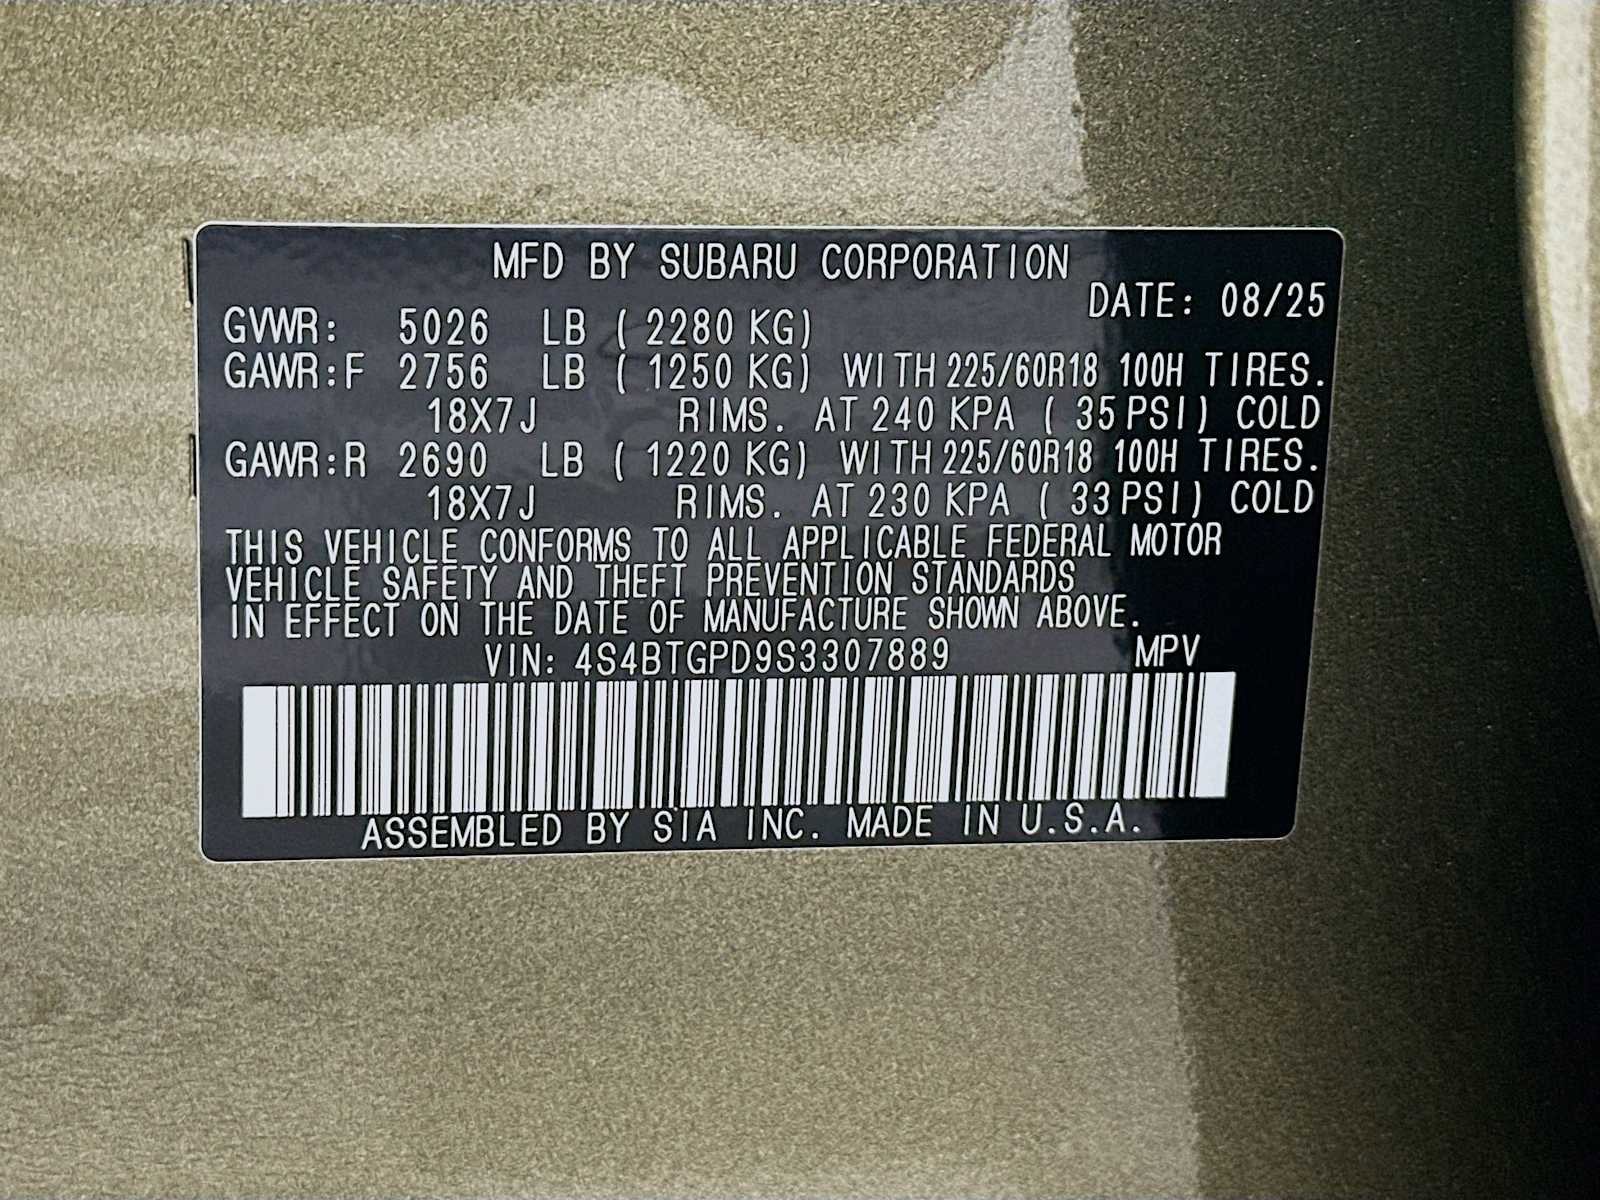 MFD BY SUBARU CORPORATION
DATE: 08/25
GVWR: 5026 LB ( 2280 KG)
GAWR:F 2756 LB ( 1250 KG) WITH 225/60R18 100H TIRES.
18X7J RIMS. AT 240 KPA ( 35 PSI) COLD
GAWR:R 2690 LB ( 1220 KG) WITH 225/60R18 100H TIRES.
18X7J RIMS. AT 230 KPA ( 33 PSI) COLD
THIS VEHICLE CONFORMS TO ALL APPLICABLE FEDERAL MOTOR
VEHICLE SAFETY AND THEFT PREVENTION STANDARDS
IN EFFECT ON THE DATE OF MANUFACTURE SHOWN ABOVE.
VIN: 4S4BTGPD9S3307889 MPV
ASSEMBLED BY SIA INC. MADE IN U.S.A.